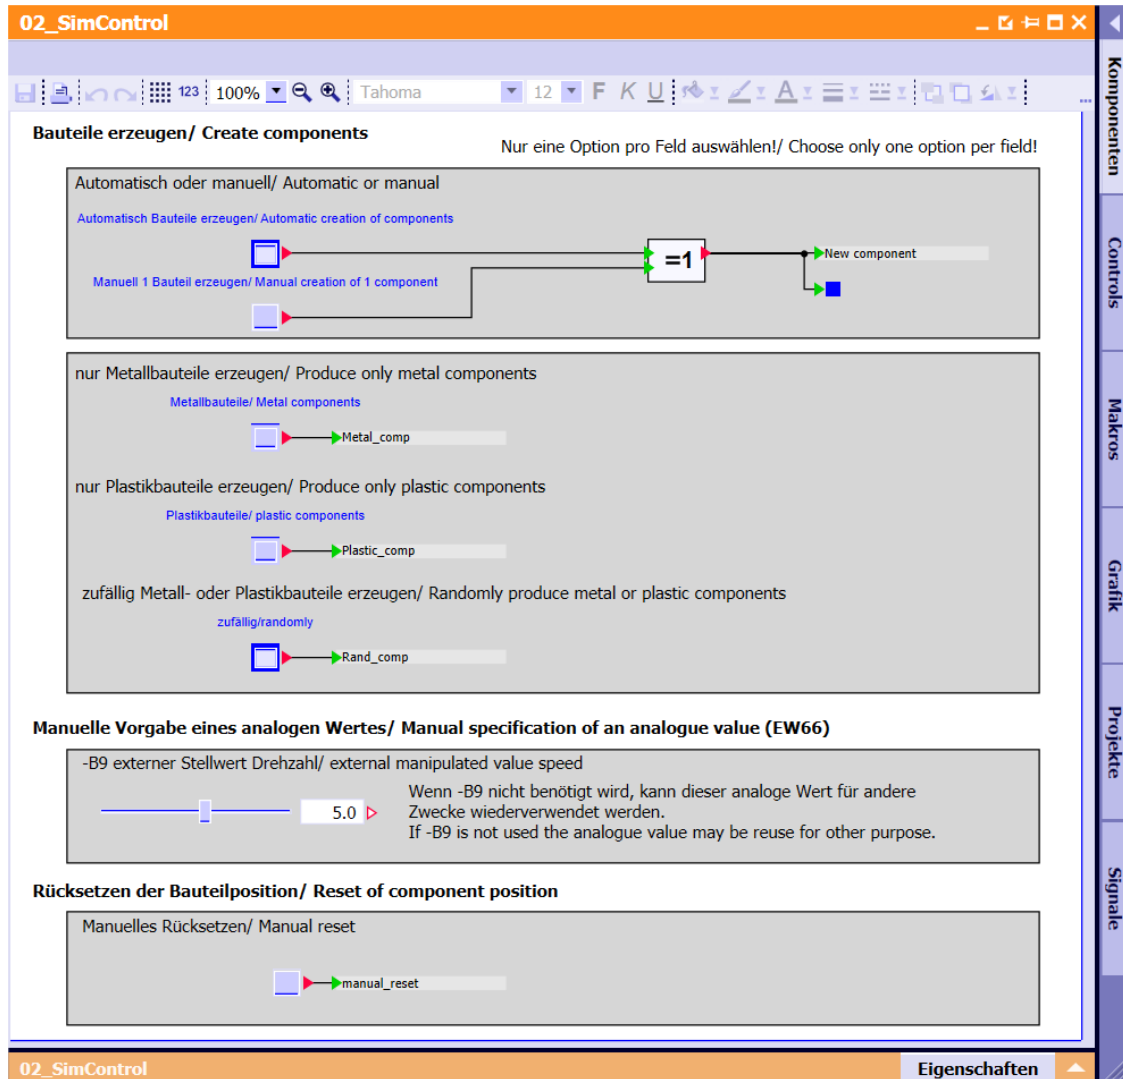 02_SimControl
123 100% Tahoma 12 F K U A ...
Bauteile erzeugen/ Create components
Nur eine Option pro Feld auswählen!/ Choose only one option per field!
Automatisch oder manuell/ Automatic or manual
Automatisch Bauteile erzeugen/ Automatic creation of components
=1
New component
Manuell 1 Bauteil erzeugen/ Manual creation of 1 component
nur Metallbauteile erzeugen/ Produce only metal components
Metallbauteile/ Metal components
Metal_comp
nur Plastikbauteile erzeugen/ Produce only plastic components
Plastikbauteile/ plastic components
Plastic_comp
zufällig Metall- oder Plastikbauteile erzeugen/ Randomly produce metal or plastic components
zufällig/randomly
Rand_comp
Manuelle Vorgabe eines analogen Wertes/ Manual specification of an analogue value (EW66)
-B9 externer Stellwert Drehzahl/ external manipulated value speed
5.0
Wenn -B9 nicht benötigt wird, kann dieser analoge Wert für andere
Zwecke wiederverwendet werden.
If -B9 is not used the analogue value may be reuse for other purpose.
Rücksetzen der Bauteilposition/ Reset of component position
Manuelles Rücksetzen/ Manual reset
manual_reset
02_SimControl
Eigenschaften
Komponenten
Controls
Makros
Grafik
Projekte
Signale